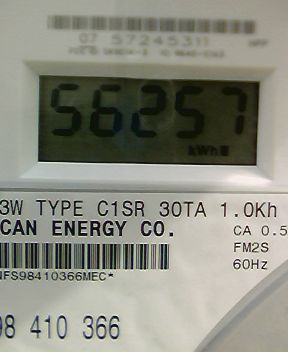 07 57245311
56257
kWh
3W TYPE C1SR 30TA 1.0Kh
CAN ENERGY CO.
CA 0.5
FM2S
NFS98410366MEC*
60Hz
98 410 366